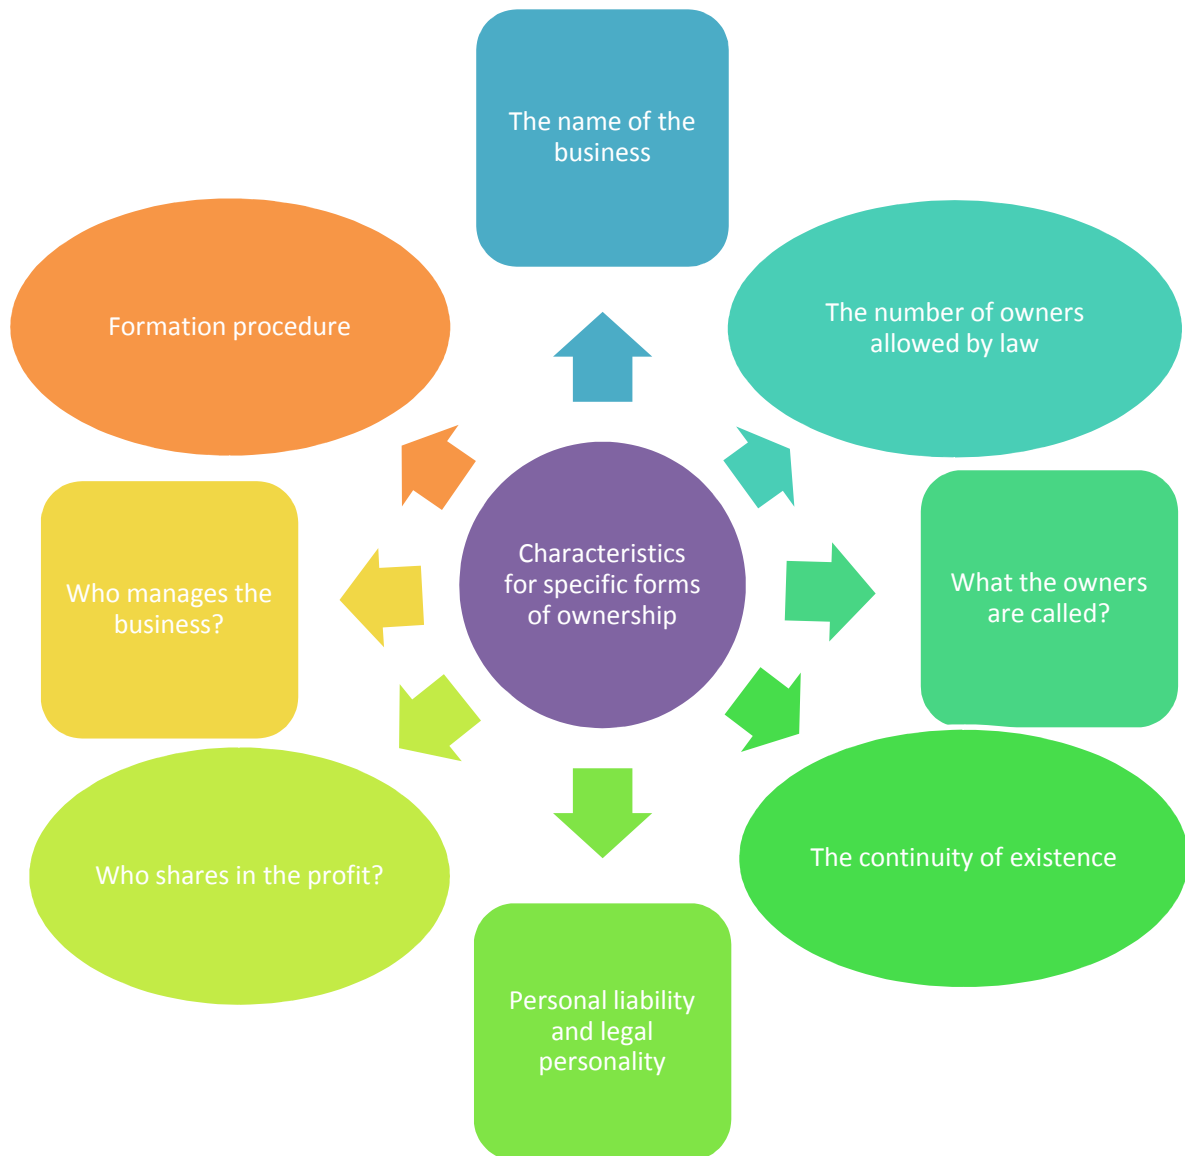 The name of the
business
Formation procedure
The number of owners
allowed by law
Characteristics
for specific forms
of ownership
Who manages the
business?
What the owners
are called?
Who shares in the profit?
The continuity of existence
Personal liability
and legal
personality